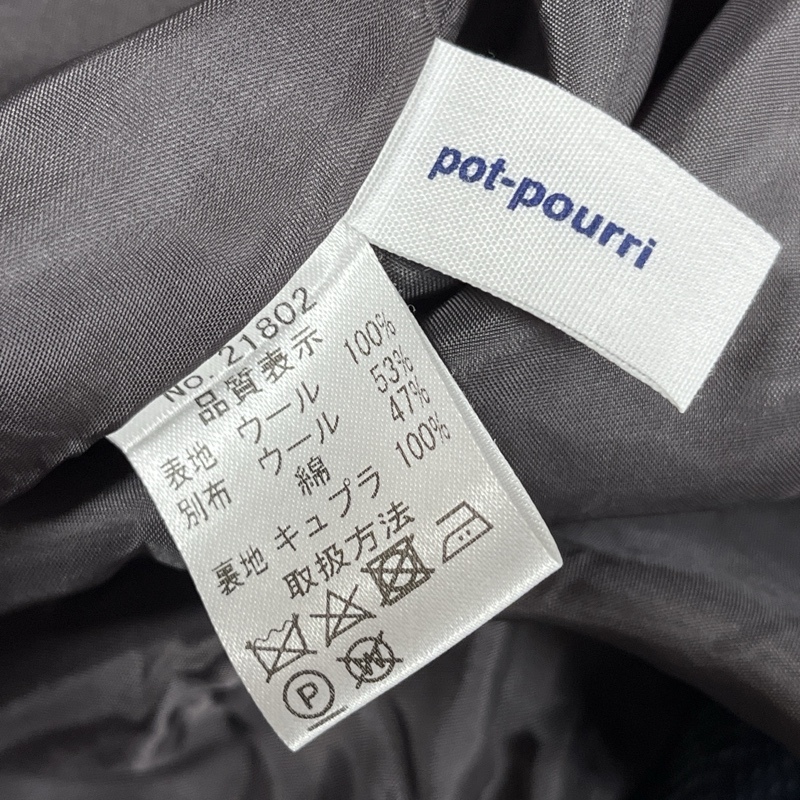 pot-pourri
No. 21802
品質表示
表地 ウール 100%
別布 ウール 53%
綿 47%
裏地 キュプラ 100%
取扱方法
P
W